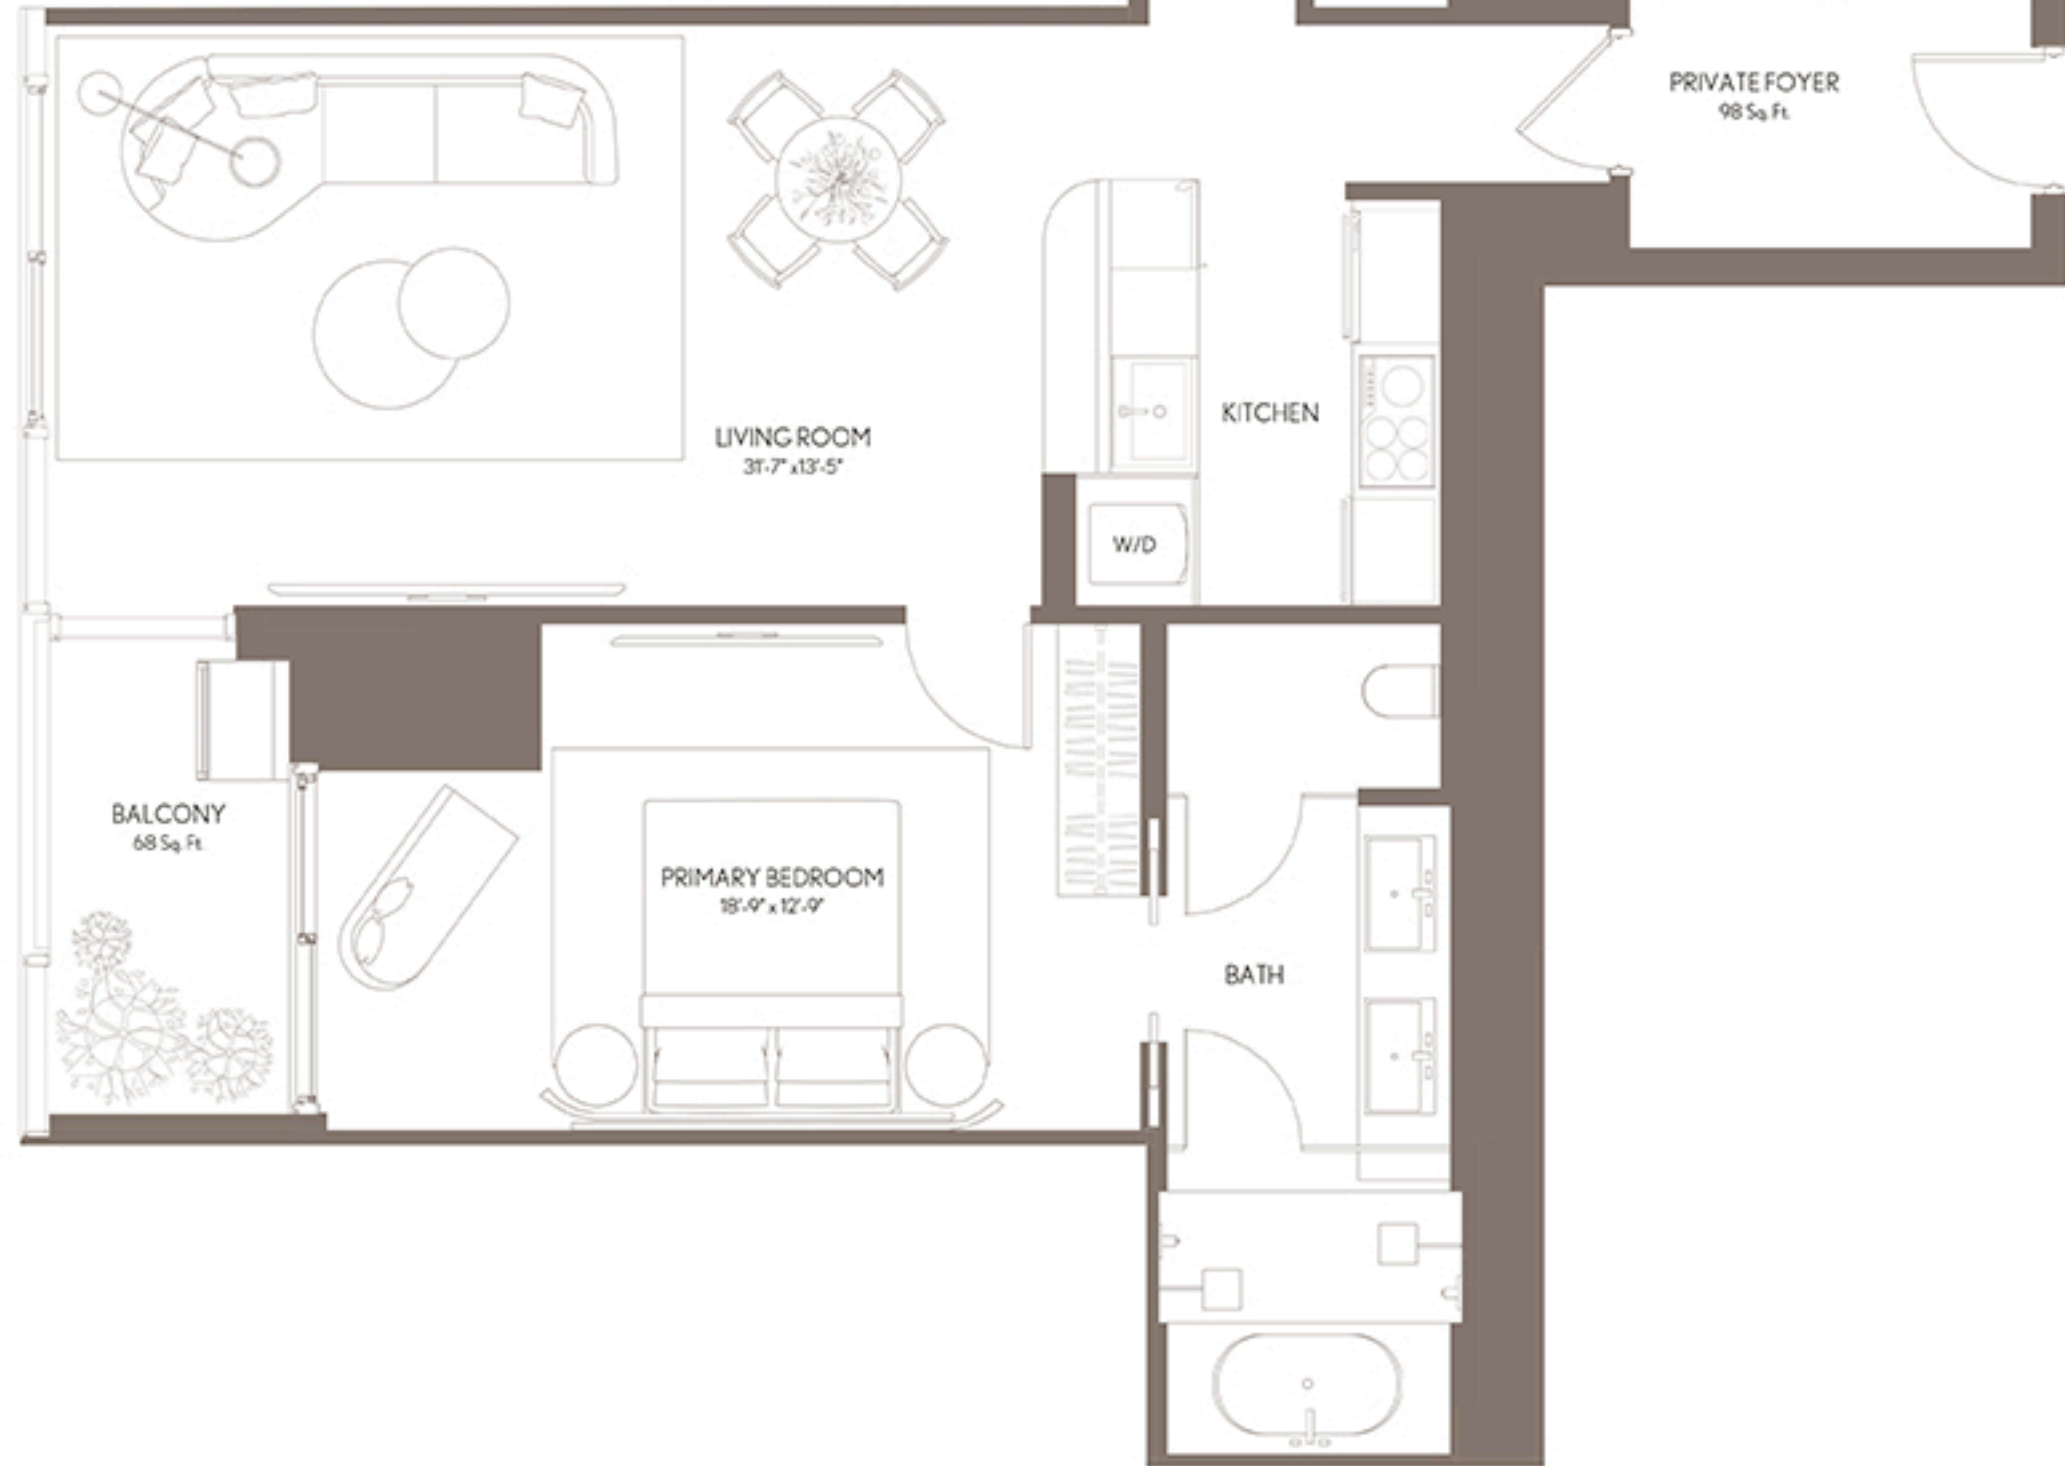 PRIVATE FOYER
98 Sq. Ft.
KITCHEN
LIVING ROOM
31'-7" x 13'-5"
W/D
BALCONY
68 Sq. Ft.
PRIMARY BEDROOM
18'-9" x 12'-9"
BATH